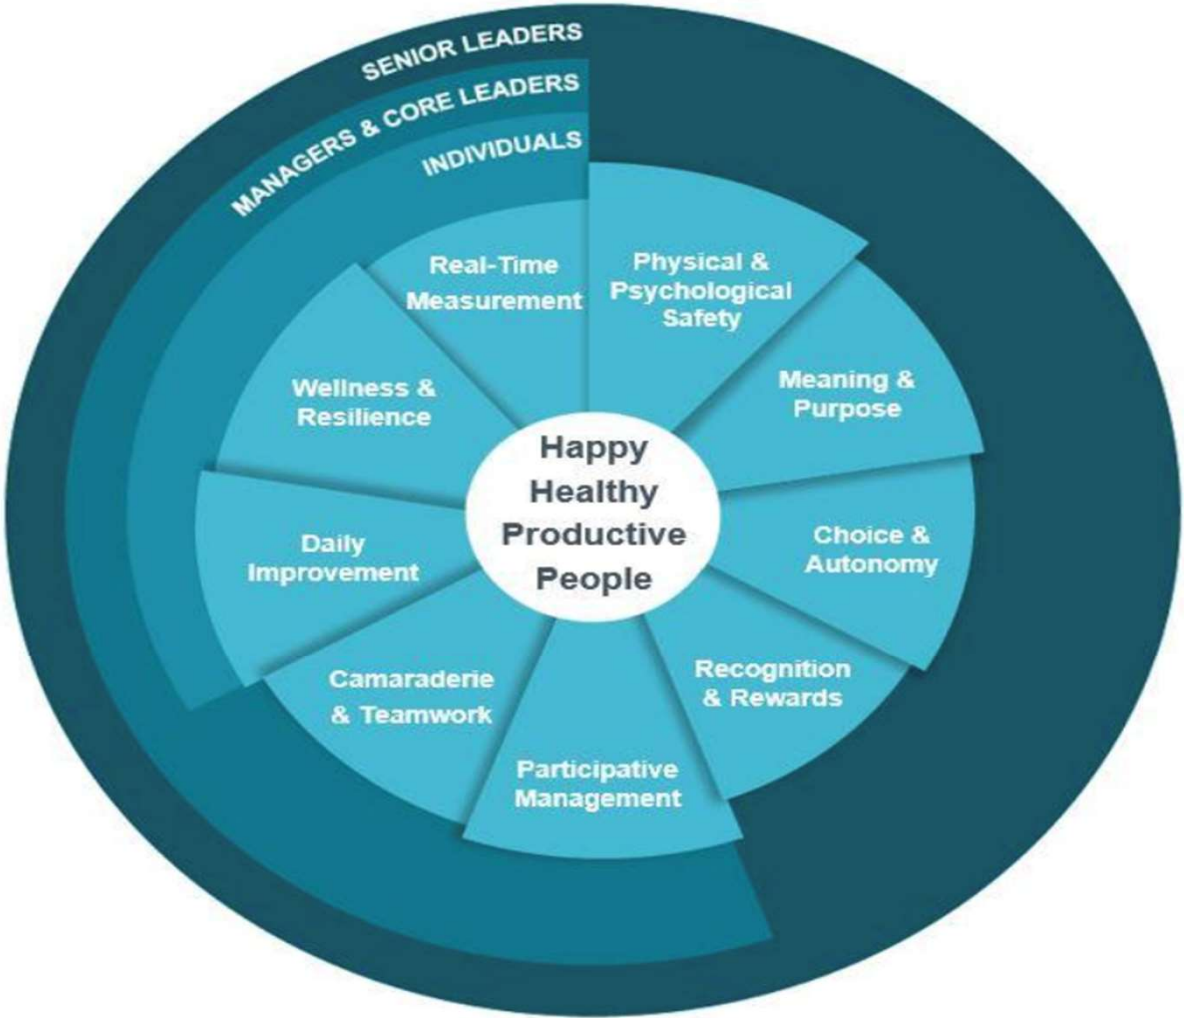 SENIOR LEADERS
MANAGERS & CORE LEADERS
INDIVIDUALS
Real-Time
Measurement
Physical &
Psychological
Safety
Meaning &
Purpose
Choice &
Autonomy
Recognition
& Rewards
Participative
Management
Camaraderie
& Teamwork
Daily
Improvement
Wellness &
Resilience
Happy
Healthy
Productive
People